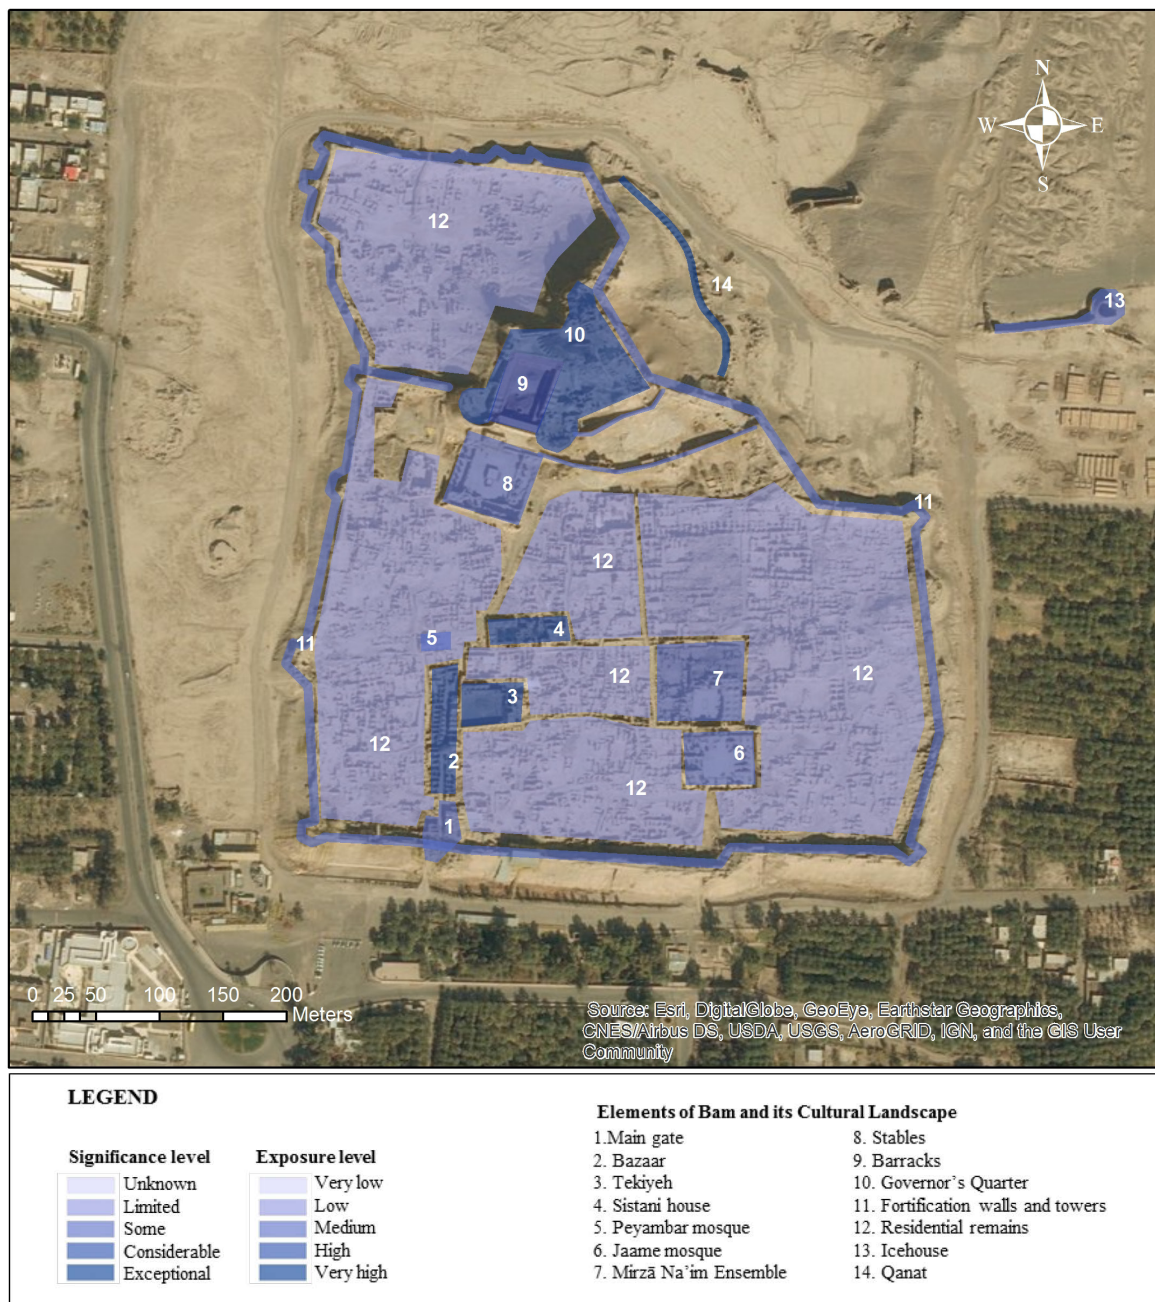 N
W E
S
12
14
13
10
9
8
11
12
4
5
11
12
7
12
3
12
6
2
12
1
0 25 50 100 150 200
Meters
Source: Esri, DigitalGlobe, GeoEye, Earthstar Geographics,
CNES/Airbus DS, USDA, USGS, AeroGRID, IGN, and the GIS User
Community
LEGEND
Significance level
Unknown
Limited
Some
Considerable
Exceptional
Exposure level
Very low
Low
Medium
High
Very high
Elements of Bam and its Cultural Landscape
1.Main gate
2. Bazaar
3. Tekiyeh
4. Sistani house
5. Peyambar mosque
6. Jaame mosque
7. Mirzā Na'im Ensemble
8. Stables
9. Barracks
10. Governor's Quarter
11. Fortification walls and towers
12. Residential remains
13. Icehouse
14. Qanat